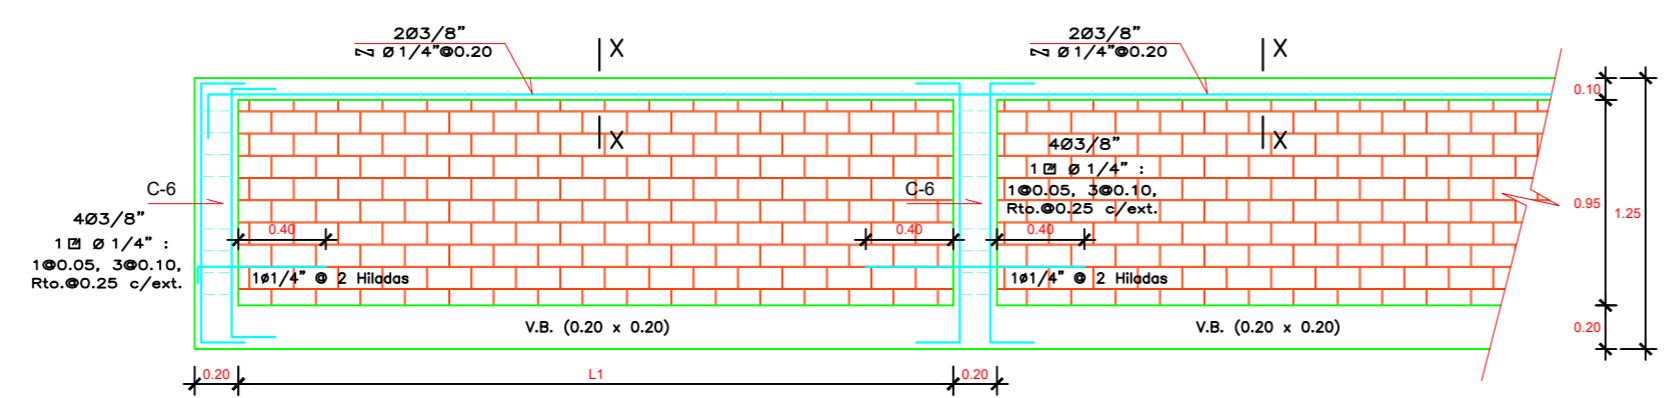 2Ø3/8"
Ø 1/4"@0.20
X
2Ø3/8"
Ø 1/4"@0.20
X
0.10
X
X
4Ø3/8"
1 Ø 1/4" :
1@0.05, 3@0.10,
Rto.@0.25 c/ext.
C-6
C-6
0.95
1.25
4Ø3/8"
1 Ø 1/4" :
1@0.05, 3@0.10,
Rto.@0.25 c/ext.
0.40
0.40
0.40
1ø1/4" @ 2 Hiladas
1ø1/4" @ 2 Hiladas
V.B. (0.20 x 0.20)
V.B. (0.20 x 0.20)
0.20
0.20
L1
0.20